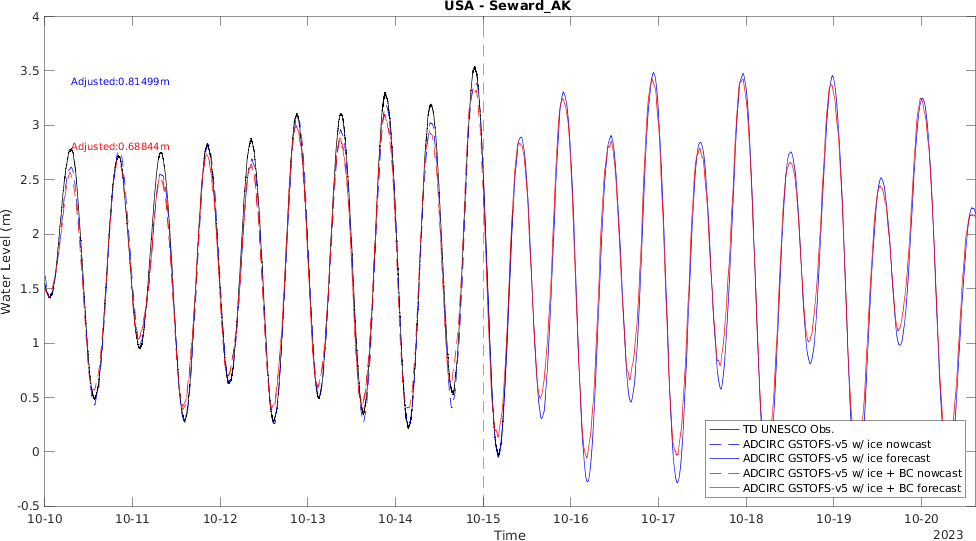 USA - Seward_AK
4
3.5
3
2.5
2
1.5
1
0.5
0
-0.5
Water Level (m)
Adjusted:0.81499m
Adjusted:0.68844m
TD UNESCO Obs.
ADCIRC GSTOFS-v5 w/ ice nowcast
ADCIRC GSTOFS-v5 w/ ice forecast
ADCIRC GSTOFS-v5 w/ ice + BC nowcast
ADCIRC GSTOFS-v5 w/ ice + BC forecast
10-10 10-11 10-12 10-13 10-14 10-15 10-16 10-17 10-18 10-19 10-20
Time
2023